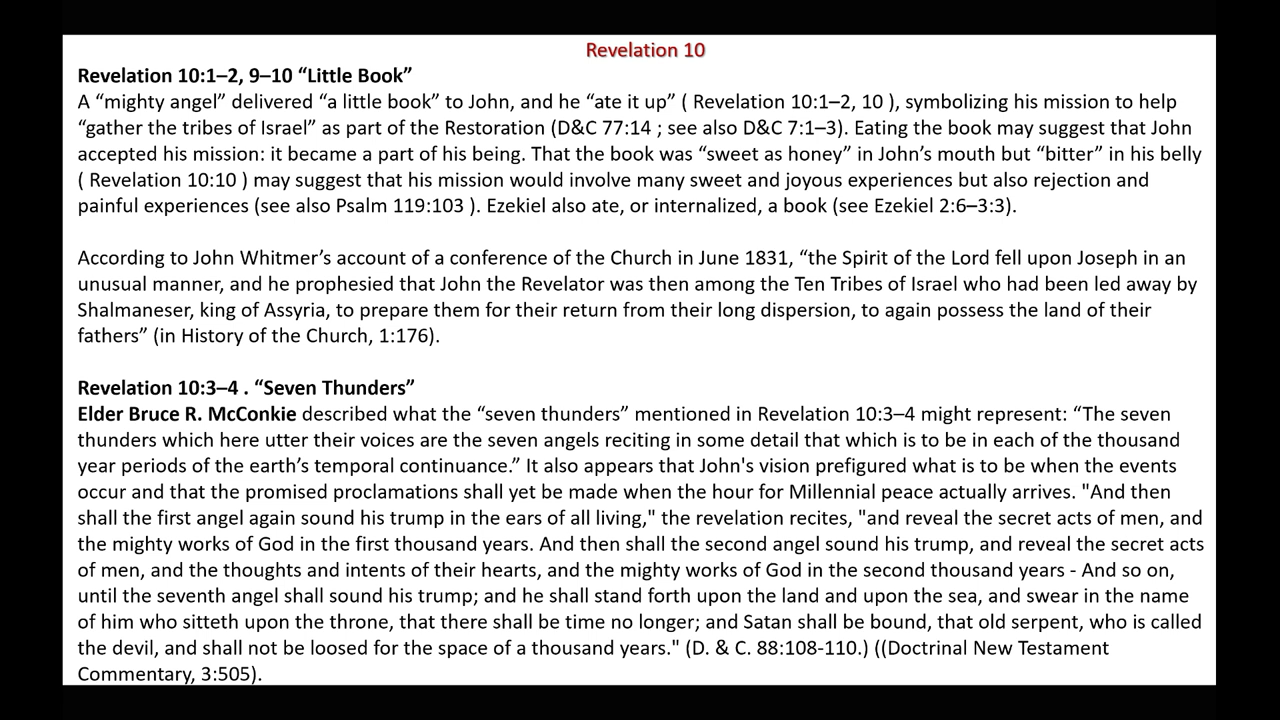 Revelation 10
Revelation 10:1–2, 9–10 “Little Book”
A “mighty angel” delivered “a little book” to John, and he “ate it up” ( Revelation 10:1–2, 10 ), symbolizing his mission to help
“gather the tribes of Israel” as part of the Restoration (D&C 77:14 ; see also D&C 7:1–3). Eating the book may suggest that John
accepted his mission: it became a part of his being. That the book was “sweet as honey” in John’s mouth but “bitter” in his belly
( Revelation 10:10 ) may suggest that his mission would involve many sweet and joyous experiences but also rejection and
painful experiences (see also Psalm 119:103 ). Ezekiel also ate, or internalized, a book (see Ezekiel 2:6–3:3).
According to John Whitmer’s account of a conference of the Church in June 1831, “the Spirit of the Lord fell upon Joseph in an
unusual manner, and he prophesied that John the Revelator was then among the Ten Tribes of Israel who had been led away by
Shalmaneser, king of Assyria, to prepare them for their return from their long dispersion, to again possess the land of their
fathers” (in History of the Church, 1:176).
Revelation 10:3–4 . “Seven Thunders”
Elder Bruce R. McConkie described what the “seven thunders” mentioned in Revelation 10:3–4 might represent: “The seven
thunders which here utter their voices are the seven angels reciting in some detail that which is to be in each of the thousand
year periods of the earth’s temporal continuance.” It also appears that John's vision prefigured what is to be when the events
occur and that the promised proclamations shall yet be made when the hour for Millennial peace actually arrives. "And then
shall the first angel again sound his trump in the ears of all living," the revelation recites, "and reveal the secret acts of men, and
the mighty works of God in the first thousand years. And then shall the second angel sound his trump, and reveal the secret acts
of men, and the thoughts and intents of their hearts, and the mighty works of God in the second thousand years - And so on,
until the seventh angel shall sound his trump; and he shall stand forth upon the land and upon the sea, and swear in the name
of him who sitteth upon the throne, that there shall be time no longer; and Satan shall be bound, that old serpent, who is called
the devil, and shall not be loosed for the space of a thousand years." (D. & C. 88:108-110.) ((Doctrinal New Testament
Commentary, 3:505).